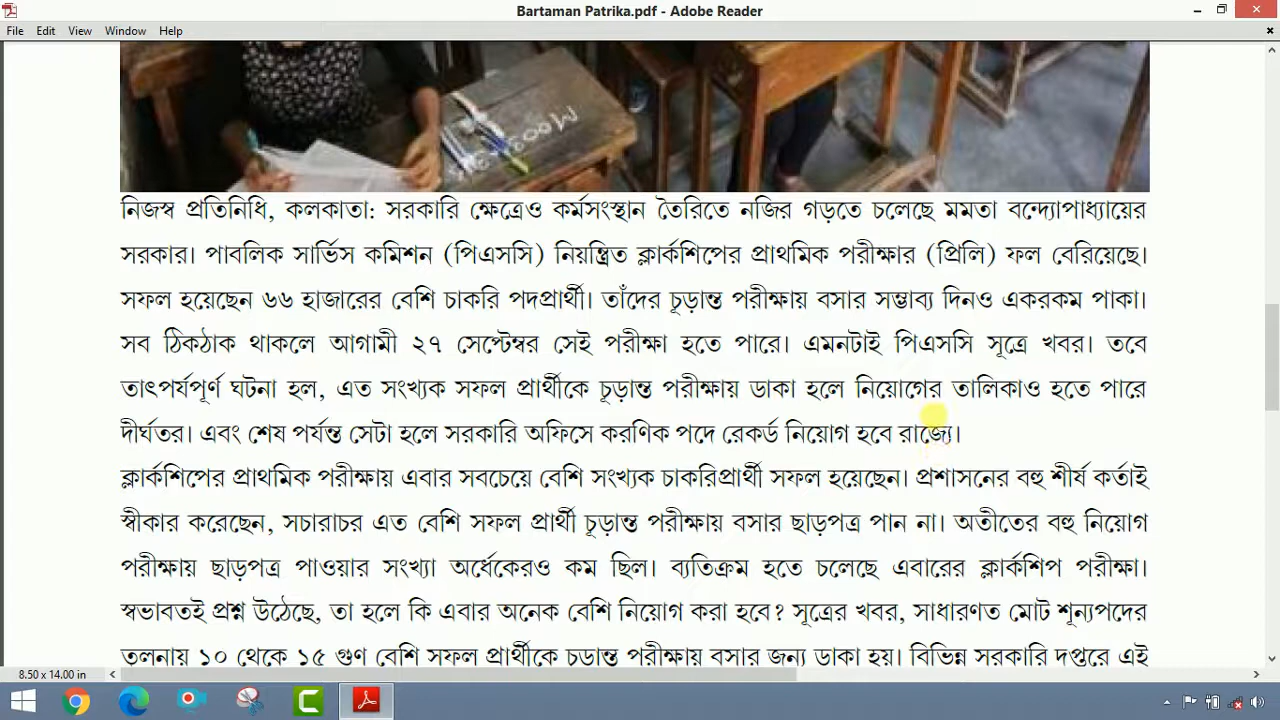 Bartaman Patrika.pdf - Adobe Reader
File Edit View Window Help
নিজস্ব প্রতিনিধি, কলকাতা: সরকারি ক্ষেত্রেও কর্মসংস্থান তৈরিতে নজির গড়তে চলেছে মমতা বন্দ্যোপাধ্যায়ের
সরকার। পাবলিক সার্ভিস কমিশন (পিএসসি) নিয়ন্ত্রিত ক্লার্কশিপের প্রাথমিক পরীক্ষার (প্রিলি) ফল বেরিয়েছে।
সফল হয়েছেন ৬৬ হাজারের বেশি চাকরি পদপ্রার্থী। তাঁদের চূড়ান্ত পরীক্ষায় বসার সম্ভাব্য দিনও একরকম পাকা।
সব ঠিকঠাক থাকলে আগামী ২৭ সেপ্টেম্বর সেই পরীক্ষা হতে পারে। এমনটাই পিএসসি সূত্রে খবর। তবে
তাৎপর্যপূর্ণ ঘটনা হল, এত সংখ্যক সফল প্রার্থীকে চূড়ান্ত পরীক্ষায় ডাকা হলে নিয়োগের তালিকাও হতে পারে
দীর্ঘতর। এবং শেষ পর্যন্ত সেটা হলে সরকারি অফিসে করণিক পদে রেকর্ড নিয়োগ হবে রাজ্যে।
ক্লার্কশিপের প্রাথমিক পরীক্ষায় এবার সবচেয়ে বেশি সংখ্যক চাকরিপ্রার্থী সফল হয়েছেন। প্রশাসনের বহু শীর্ষ কর্তাই
স্বীকার করেছেন, সচারাচর এত বেশি সফল প্রার্থী চূড়ান্ত পরীক্ষায় বসার ছাড়পত্র পান না। অতীতের বহু নিয়োগ
পরীক্ষায় ছাড়পত্র পাওয়ার সংখ্যা অর্ধেকেরও কম ছিল। ব্যতিক্রম হতে চলেছে এবারের ক্লার্কশিপ পরীক্ষা।
স্বভাবতই প্রশ্ন উঠেছে, তা হলে কি এবার অনেক বেশি নিয়োগ করা হবে? সূত্রের খবর, সাধারণত মোট শূন্যপদের
তুলনায় ১০ থেকে ১৫ গুণ বেশি সফল প্রার্থীকে চূড়ান্ত পরীক্ষায় বসার জন্য ডাকা হয়। বিভিন্ন সরকারি দপ্তরে এই
8.50 x 14.00 in